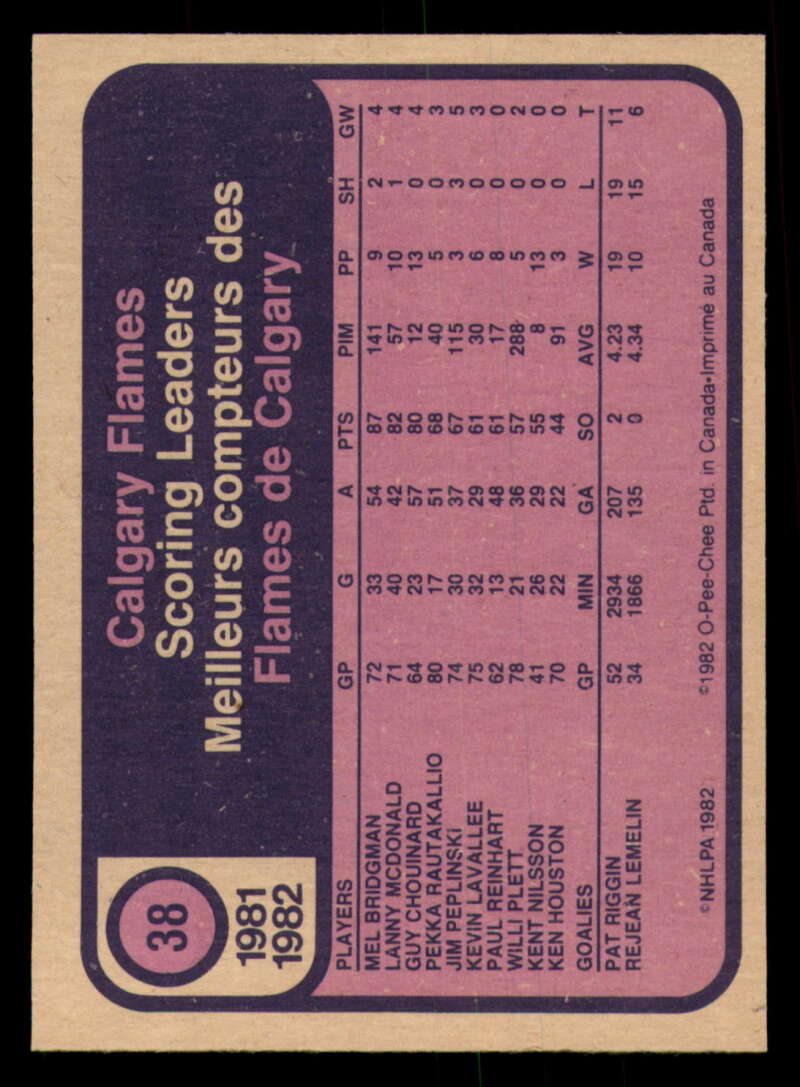 38
1981
1982
Calgary Flames
Scoring Leaders
Meilleurs compteurs des
Flames de Calgary
PLAYERS GP G A PTS PIM PP SH GW
MEL BRIDGMAN 72 33 54 87 141 9 2 4
LANNY MCDONALD 71 40 42 82 57 10 1 4
GUY CHOUINARD 64 23 57 80 12 13 0 4
PEKKA RAUTAKALLIO 80 17 51 68 40 5 0 3
JIM PEPLINSKI 74 30 37 67 115 3 3 5
KEVIN LAVALLEE 75 32 29 61 30 6 0 3
PAUL REINHART 62 13 48 61 17 8 0 0
WILLI PLETT 78 21 36 57 288 5 0 2
KENT NILSSON 41 26 29 55 8 13 0 0
KEN HOUSTON 70 22 22 44 91 3 0 0
GOALIES GP MIN GA SO AVG W L T
PAT RIGGIN 52 2934 207 2 4.23 19 19 11
REJEAN LEMELIN 34 1866 135 0 4.34 10 15 6
©NHLPA 1982 ©1982 O-Pee-Chee Ptd. in Canada•Imprimé au Canada